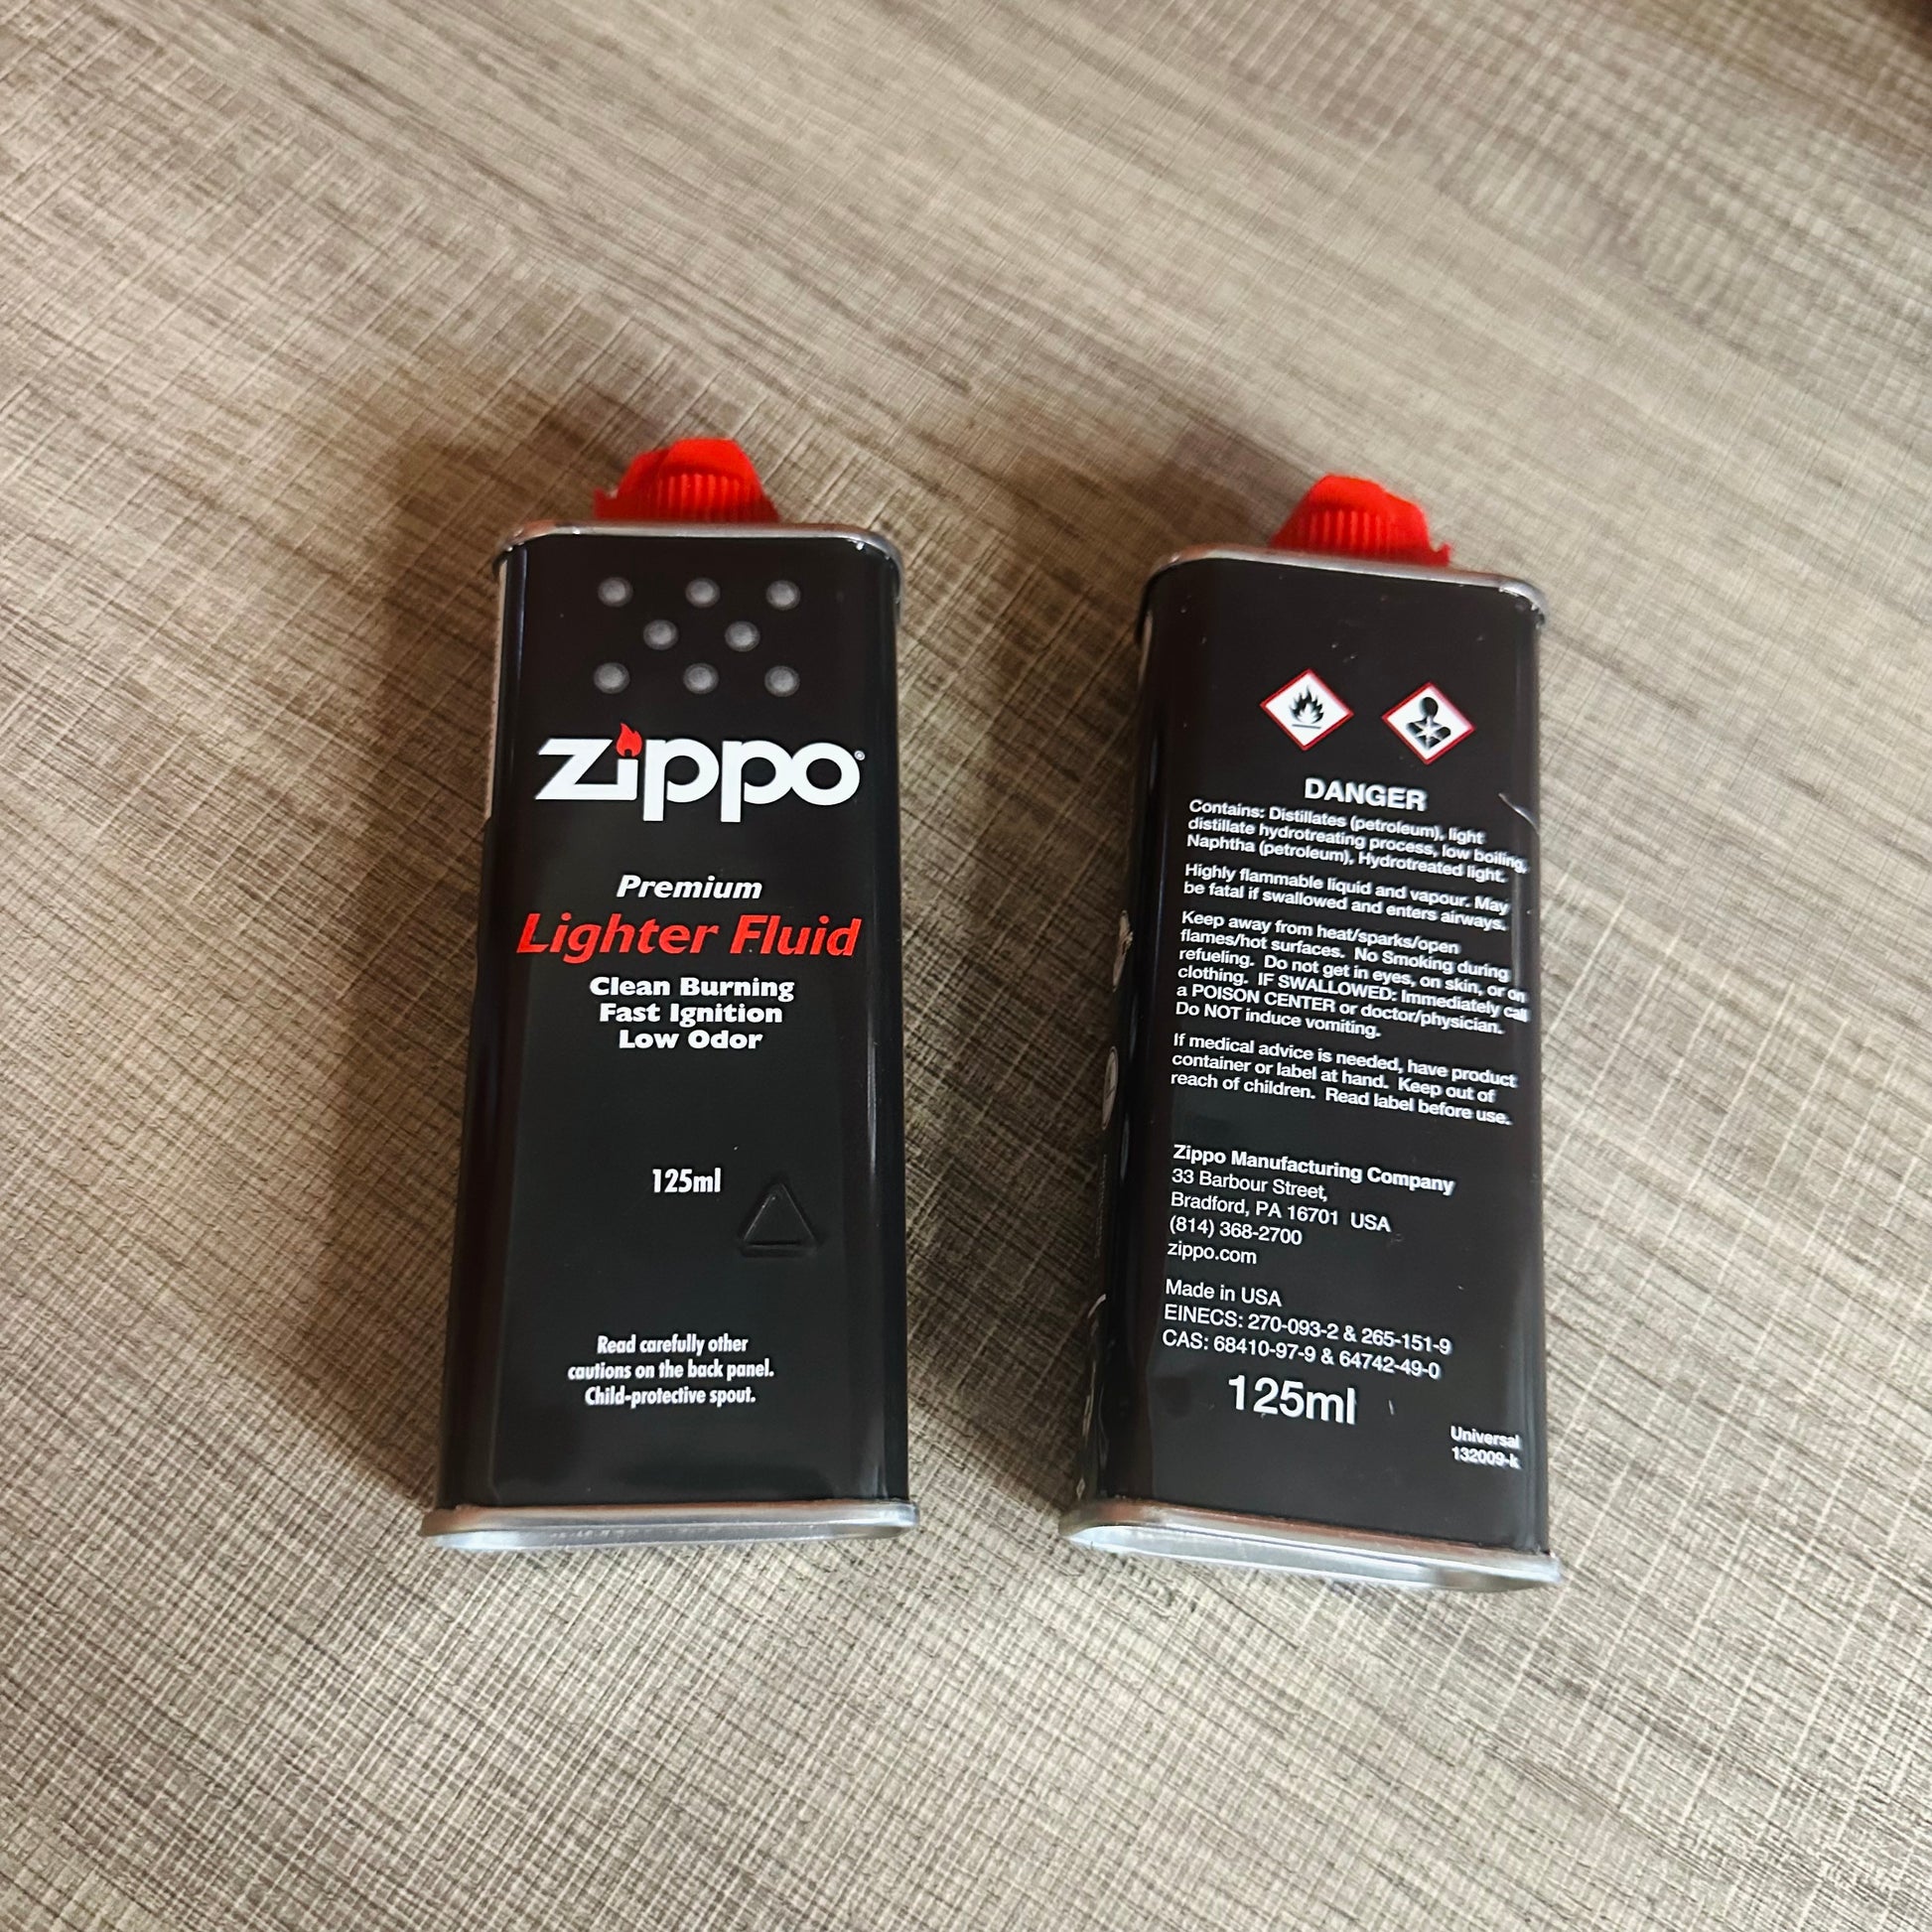 Zippo®
Premium
Lighter Fluid
Clean Burning
Fast Ignition
Low Odor
125ml
Read carefully other
cautions on the back panel.
Child-protective spout.
DANGER
Contains: Distillates (petroleum), light
distillate hydrotreating process, low boiling,
Naphtha (petroleum), Hydrotreated light.
Highly flammable liquid and vapour. May
be fatal if swallowed and enters airways.
Keep away from heat/sparks/open
flames/hot surfaces. No Smoking during
refueling. Do not get in eyes, on skin, or on
clothing. IF SWALLOWED: Immediately call
a POISON CENTER or doctor/physician.
Do NOT induce vomiting.
If medical advice is needed, have product
container or label at hand. Keep out of
reach of children. Read label before use.
Zippo Manufacturing Company
33 Barbour Street,
Bradford, PA 16701 USA
(814) 368-2700
zippo.com
Made in USA
EINECS: 270-093-2 & 265-151-9
CAS: 68410-97-9 & 64742-49-0
125ml
Universal
132009-k